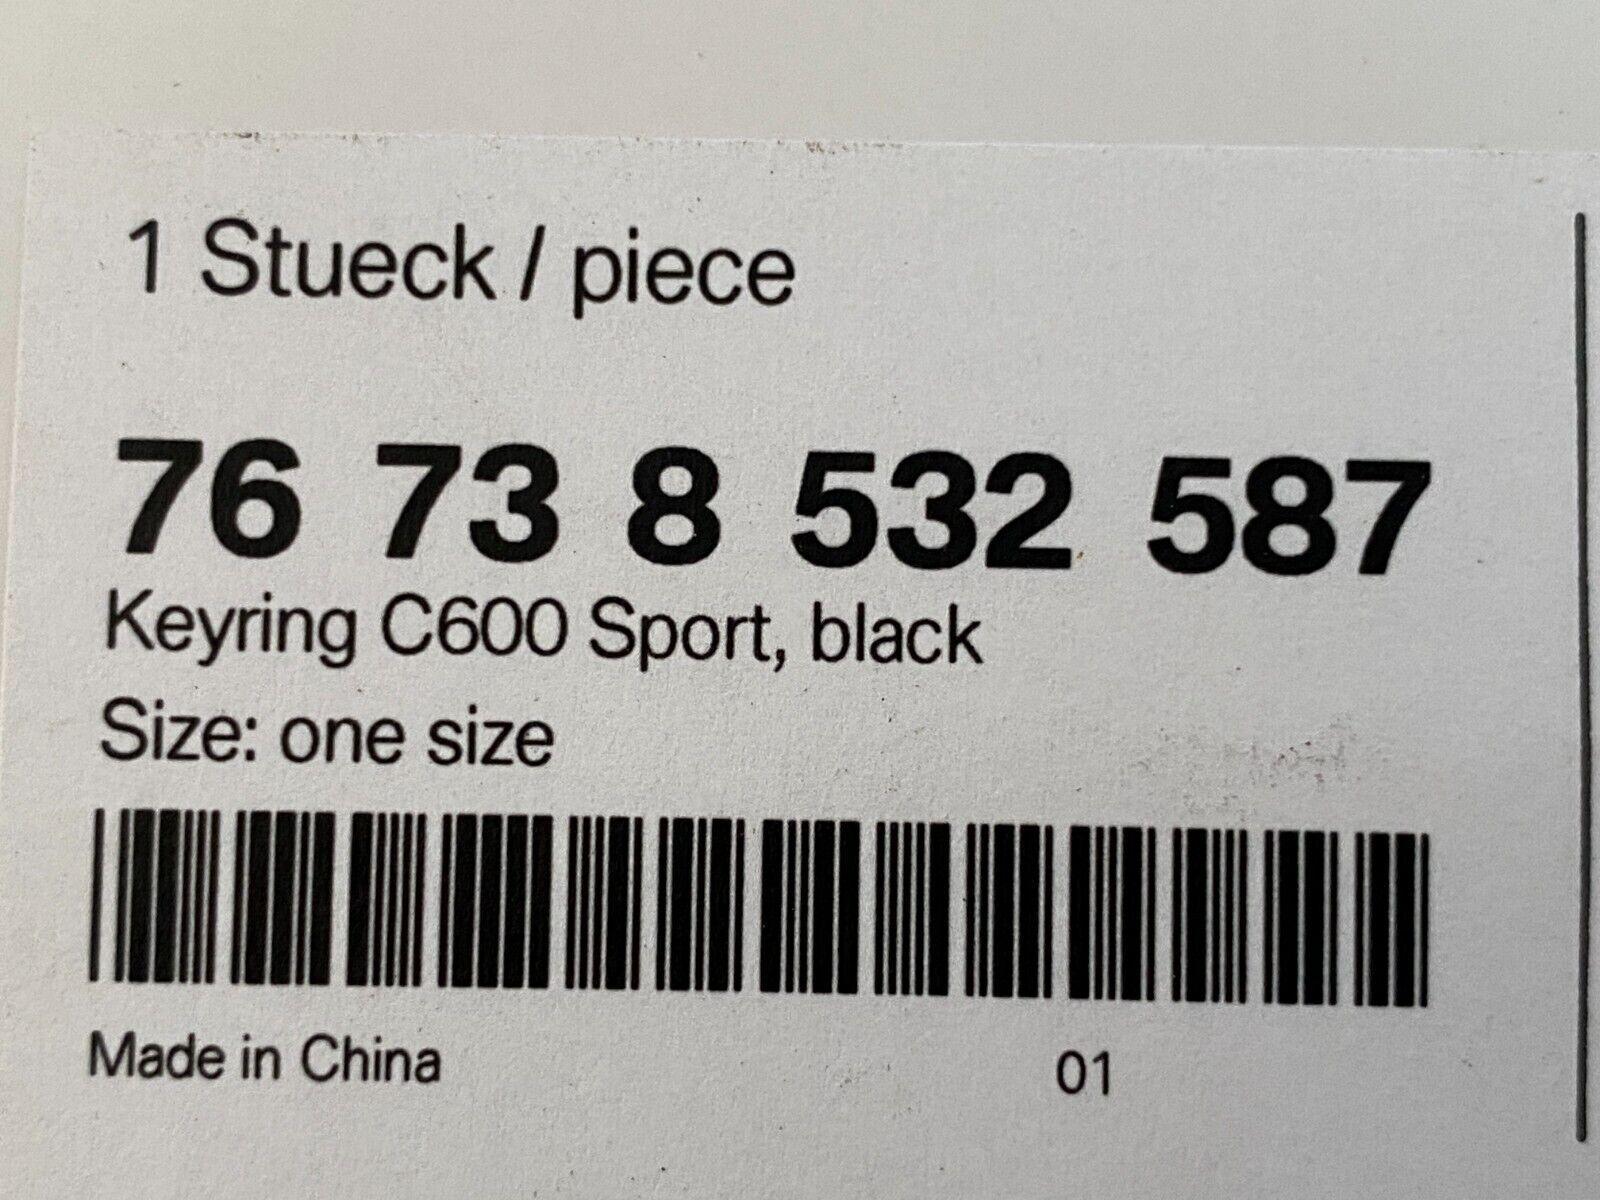 1 Stueck / piece
76 73 8 532 587
Keyring C600 Sport, black
Size: one size
Made in China 01